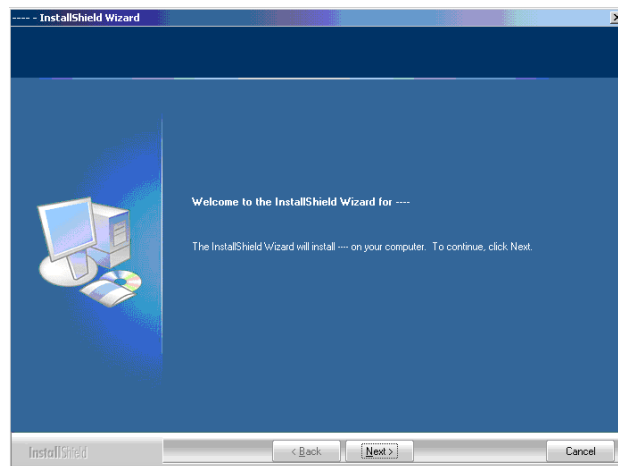 ---- - InstallShield Wizard
Welcome to the InstallShield Wizard for ----
The InstallShield Wizard will install ---- on your computer. To continue, click Next.
InstallShield
< Back
Next >
Cancel